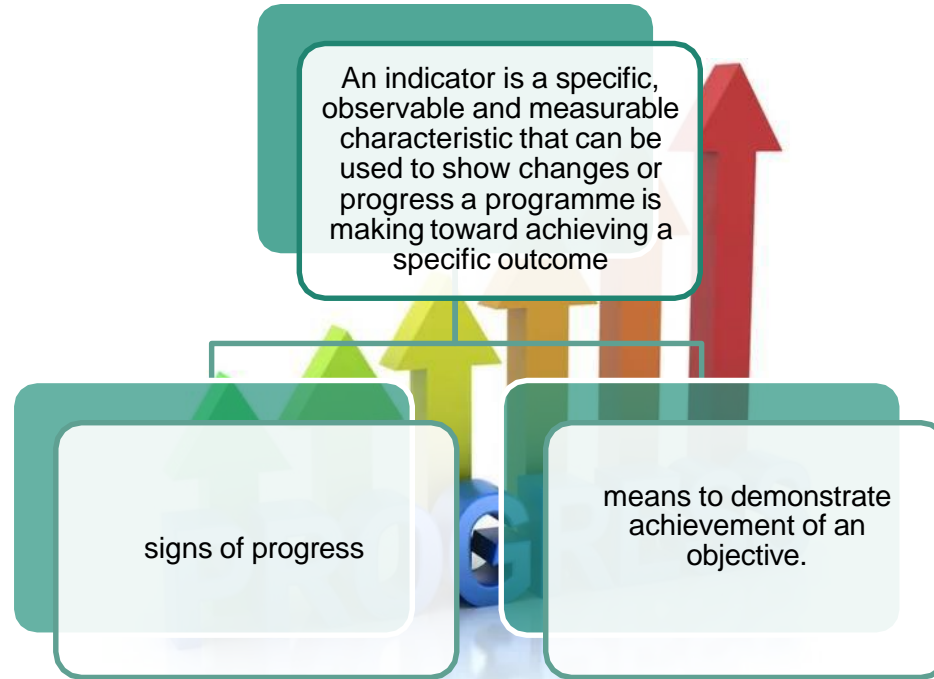 An indicator is a specific,
observable and measurable
characteristic that can be
used to show changes or
progress a programme is
making toward achieving a
specific outcome
signs of progress
means to demonstrate
achievement of an
objective.
PROGRESS